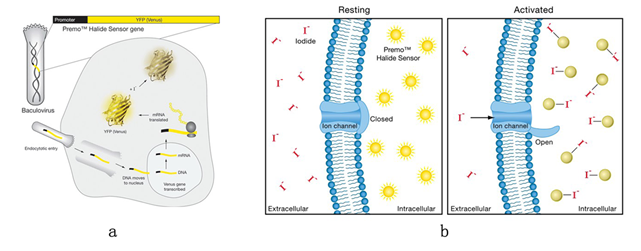 Promoter
YFP (Venus)
Premo™ Halide Sensor gene
Baculovirus
- I⁻
YFP (Venus)
mRNA
translated
Endocytotic entry
mRNA
DNA
DNA moves
to nucleus
Venus gene
transcribed
a
Resting
I⁻
Iodide
I⁻
I⁻
I⁻
I⁻
I⁻
I⁻
Premo™
Halide Sensor
Ion channel
Closed
Extracellular
Intracellular
Activated
I⁻
I⁻
I⁻
I⁻
I⁻
I⁻
I⁻
I⁻
I⁻
I⁻
Ion channel
Open
Extracellular
Intracellular
b